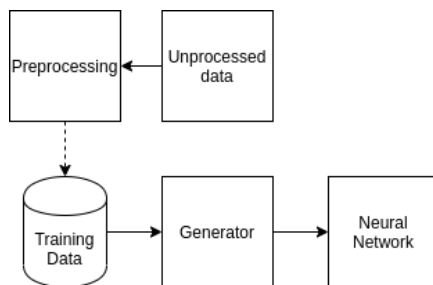 Preprocessing
Unprocessed
data
Training
Data
Generator
Neural
Network